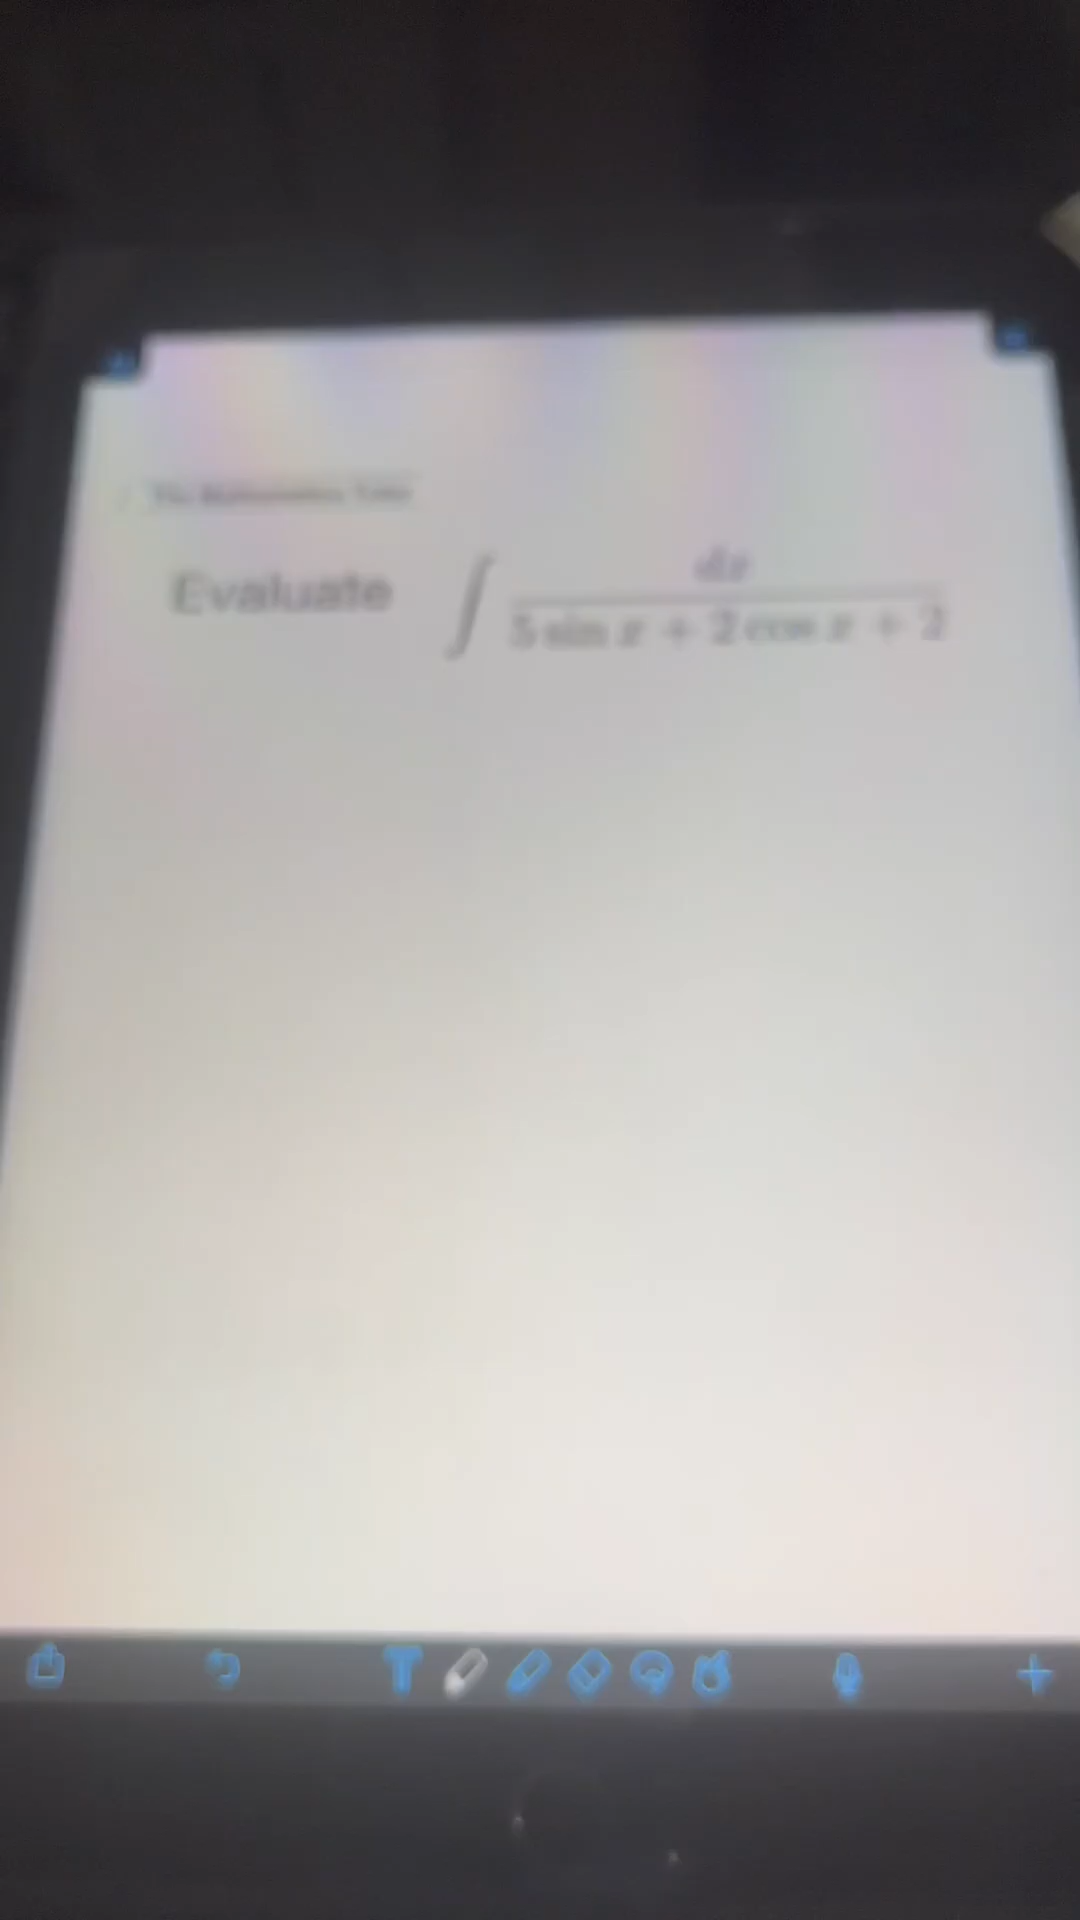 Evaluate ∫ dx / (5 sin x + 2 cos x + 2)